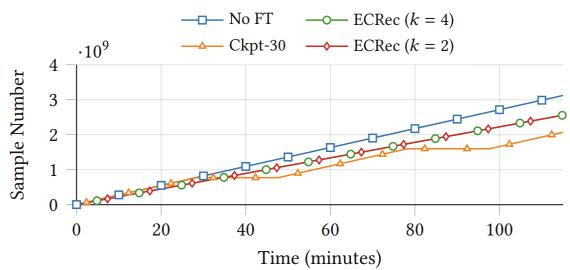 No FT
ECRec (k = 4)
Ckpt-30
ECRec (k = 2)
·10⁹
4
3
2
1
0
Sample Number
0 20 40 60 80 100
Time (minutes)